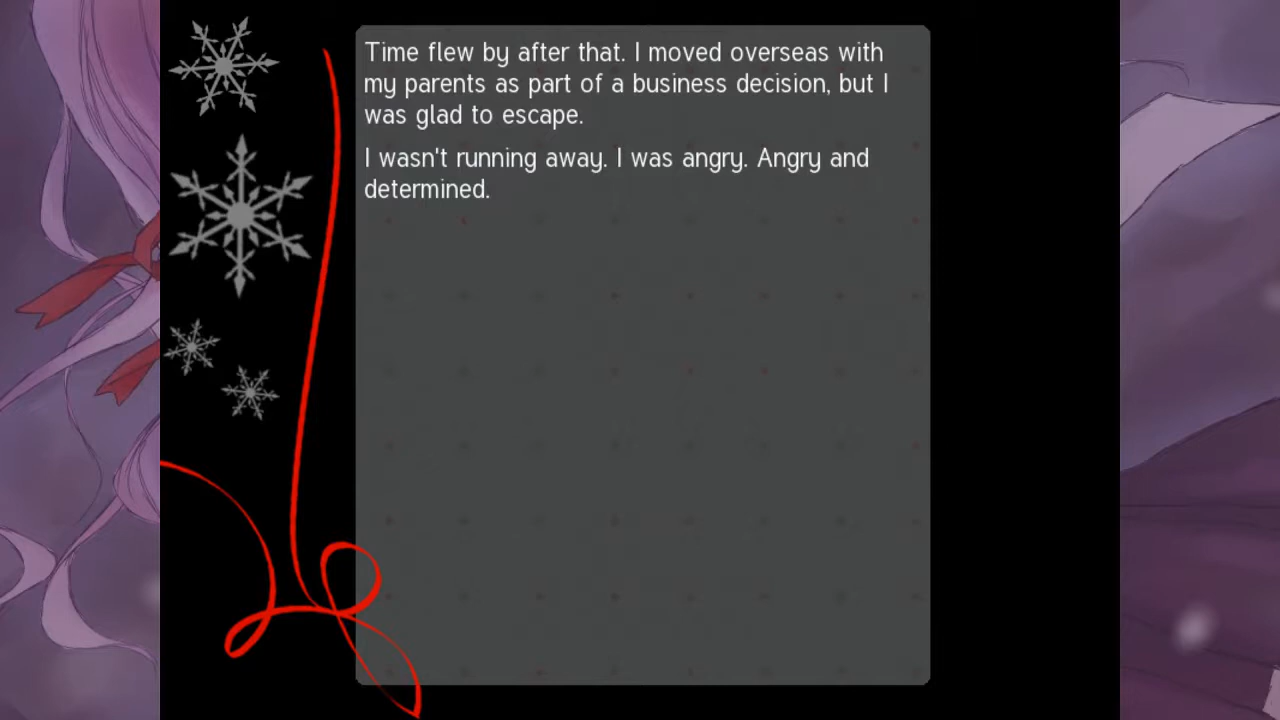 Time flew by after that. I moved overseas with
my parents as part of a business decision, but I
was glad to escape.
I wasn't running away. I was angry. Angry and
determined.